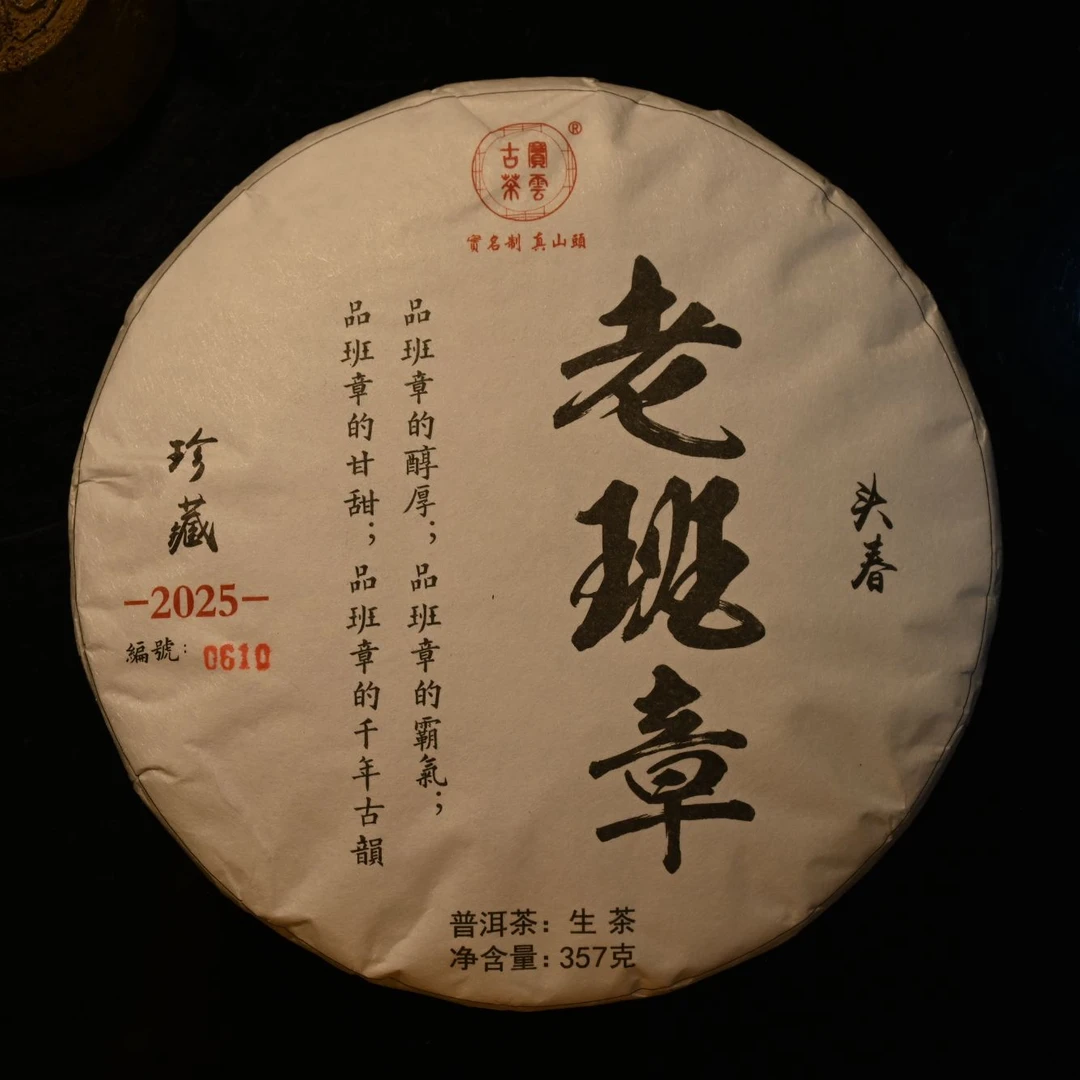 雲
古茶
®
實名制 真山頭
头春
老班章
品班章的醇厚；品班章的霸氣；
品班章的甘甜；品班章的千年古韻
珍藏
-2025-
編號：0610
普洱茶：生 茶
净含量：357克